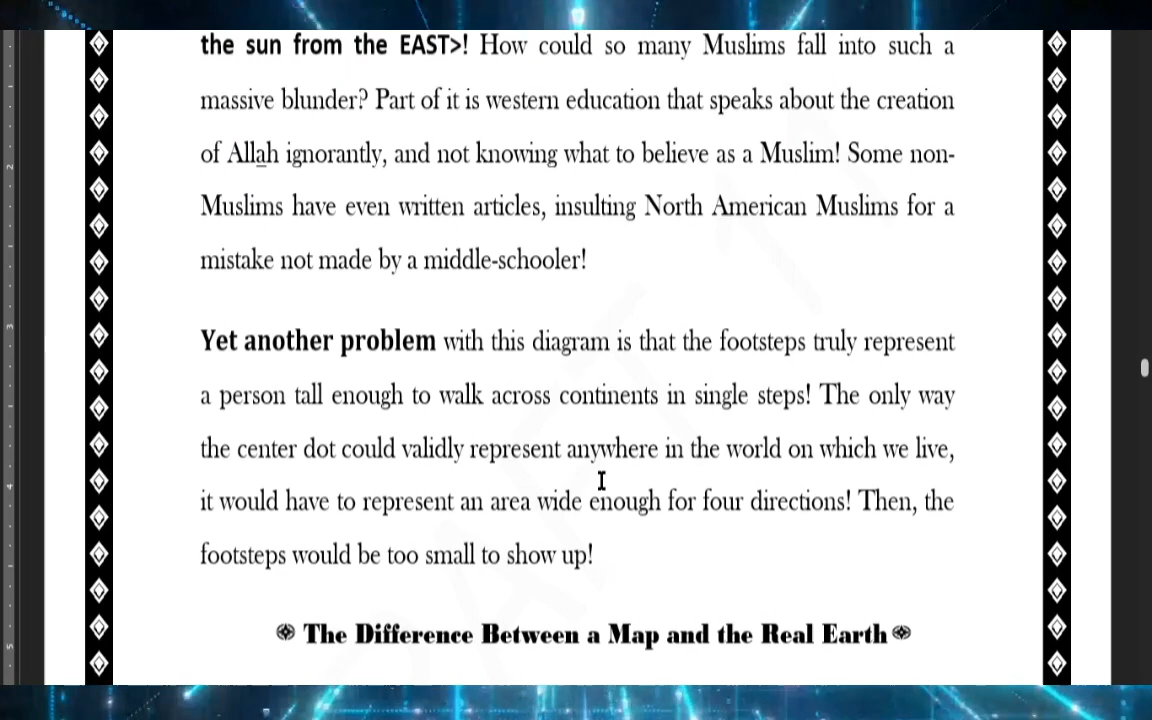 the sun from the EAST>! How could so many Muslims fall into such a
massive blunder? Part of it is western education that speaks about the creation
of Allah ignorantly, and not knowing what to believe as a Muslim! Some non-
Muslims have even written articles, insulting North American Muslims for a
mistake not made by a middle-schooler!
Yet another problem with this diagram is that the footsteps truly represent
a person tall enough to walk across continents in single steps! The only way
the center dot could validly represent anywhere in the world on which we live,
it would have to represent an area wide enough for four directions! Then, the
footsteps would be too small to show up!
The Difference Between a Map and the Real Earth